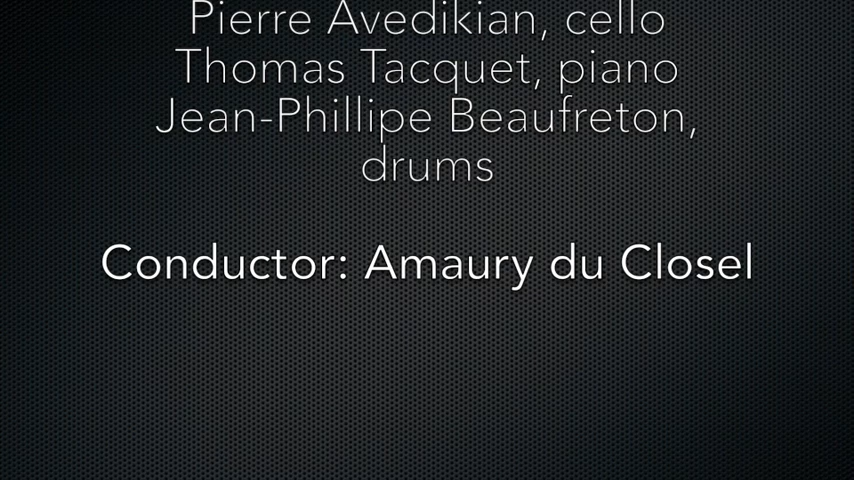 Pierre Avedikian, cello
Thomas Tacquet, piano
Jean-Phillipe Beaufreton,
drums
Conductor: Amaury du Closel